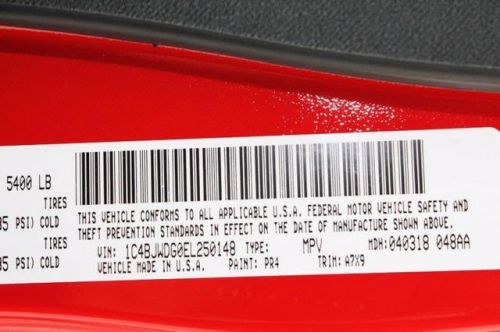 5400 LB
TIRES
35 PSI) COLD
TIRES
35 PSI) COLD
THIS VEHICLE CONFORMS TO ALL APPLICABLE U.S.A. FEDERAL MOTOR VEHICLE SAFETY AND
THEFT PREVENTION STANDARDS IN EFFECT ON THE DATE OF MANUFACTURE SHOWN ABOVE.
VIN: 1C4BJWDG0EL250148 TYPE: MPV MDH: 040318 048AA
VEHICLE MADE IN U.S.A. PAINT: PR4 TRIM: A7X9